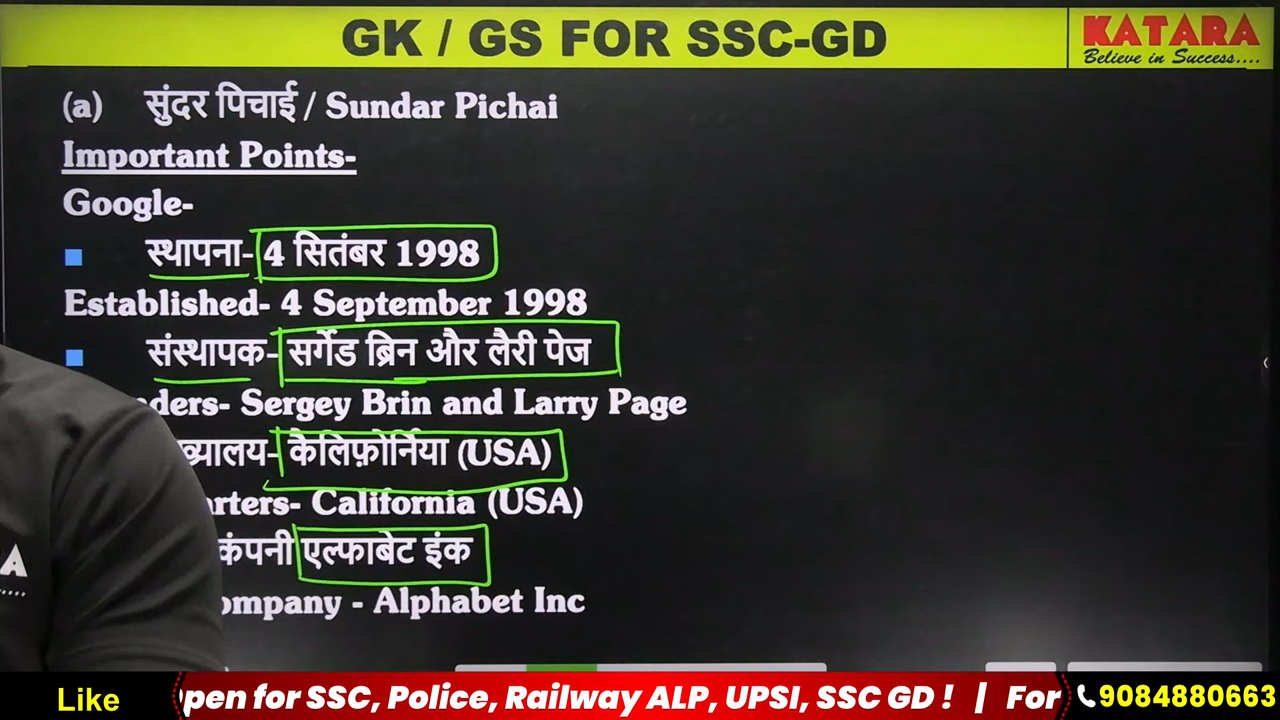 GK / GS FOR SSC-GD
KATARA
Believe in Success....
(a) सुंदर पिचाई / Sundar Pichai
Important Points-
Google-
स्थापना- 4 सितंबर 1998
Established- 4 September 1998
संस्थापक- सर्गेड ब्रिन और लैरी पेज
Sergey Brin and Larry Page
कैलिफ़ोर्निया (USA)
California (USA)
कंपनी एल्फाबेट इंक
- Alphabet Inc
A
Like
for SSC, Police, Railway ALP, UPSI, SSC GD ! | For
9084880663